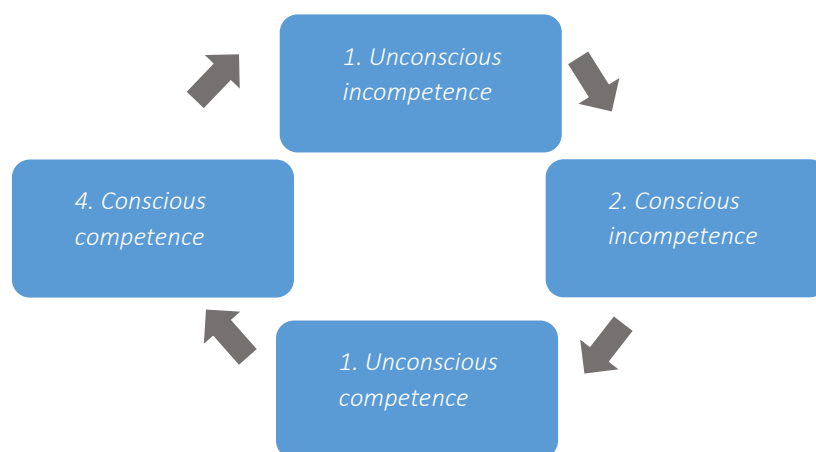 1. Unconscious
incompetence
4. Conscious
competence
2. Conscious
incompetence
1. Unconscious
competence